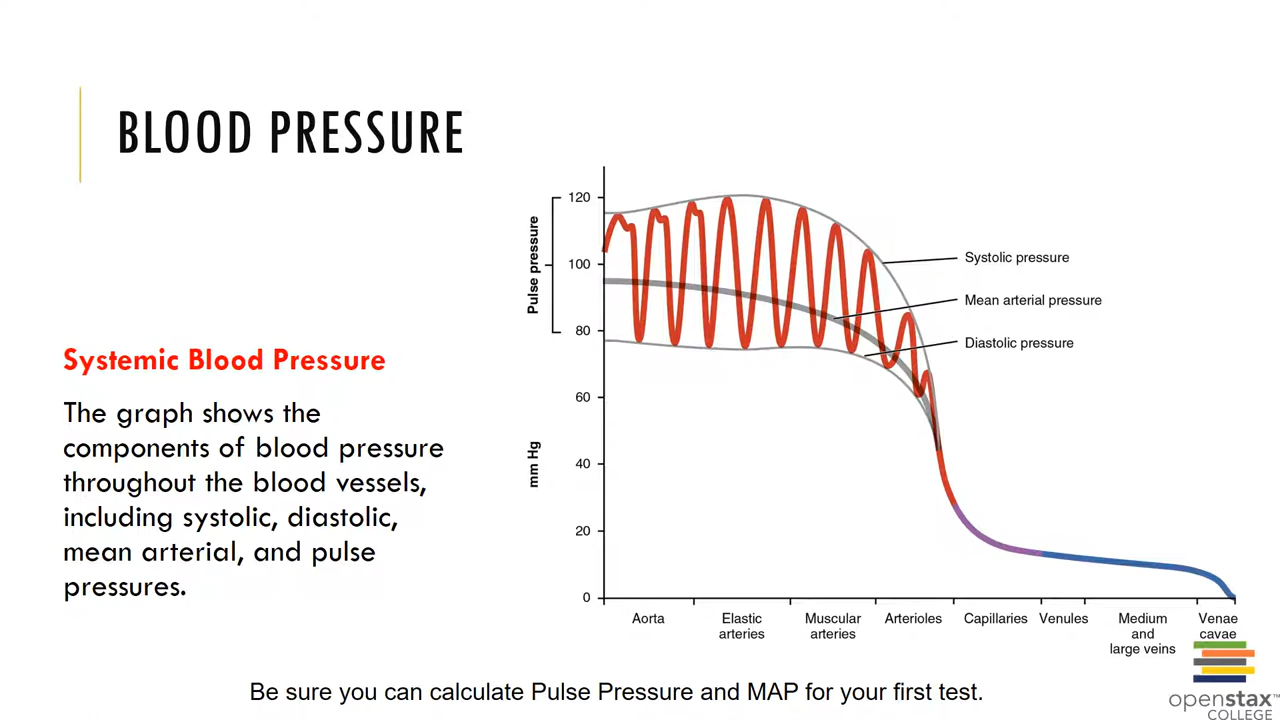 BLOOD PRESSURE
Systemic Blood Pressure
The graph shows the
components of blood pressure
throughout the blood vessels,
including systolic, diastolic,
mean arterial, and pulse
pressures.
Pulse pressure
mm Hg
120
100
80
60
40
20
0
Systolic pressure
Mean arterial pressure
Diastolic pressure
Aorta
Elastic
arteries
Muscular
arteries
Arterioles
Capillaries
Venules
Medium
and
large veins
Venae
cavae
openstax™
COLLEGE
Be sure you can calculate Pulse Pressure and MAP for your first test.